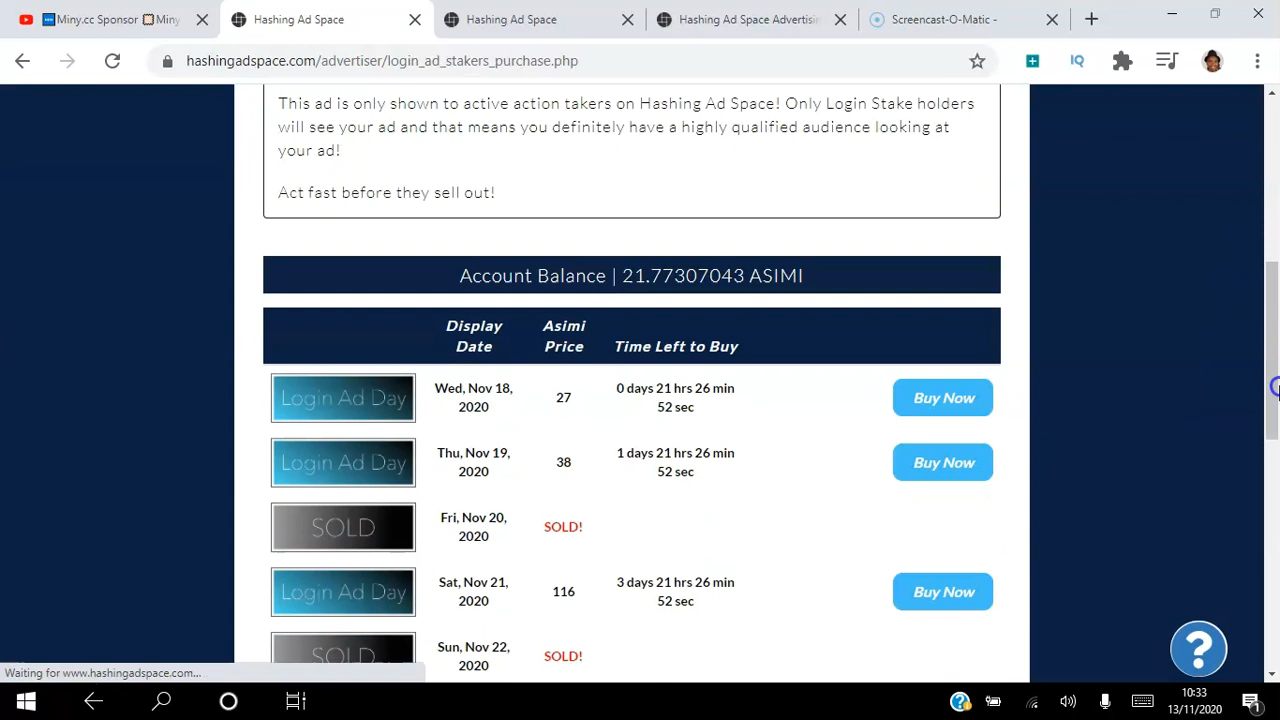 Miny.cc Sponsor Miny
Hashing Ad Space
Hashing Ad Space
Hashing Ad Space Advertisin
Screencast-O-Matic -
hashingadspace.com/advertiser/login_ad_stakers_purchase.php
IQ
This ad is only shown to active action takers on Hashing Ad Space! Only Login Stake holders
will see your ad and that means you definitely have a highly qualified audience looking at
your ad!
Act fast before they sell out!
Account Balance | 21.77307043 ASIMI
Display Date
Asimi Price
Time Left to Buy
Login Ad Day
Wed, Nov 18, 2020
27
0 days 21 hrs 26 min 52 sec
Buy Now
Login Ad Day
Thu, Nov 19, 2020
38
1 days 21 hrs 26 min 52 sec
Buy Now
SOLD
Fri, Nov 20, 2020
SOLD!
Login Ad Day
Sat, Nov 21, 2020
116
3 days 21 hrs 26 min 52 sec
Buy Now
SOLD
Sun, Nov 22, 2020
SOLD!
?
Waiting for www.hashingadspace.com...
10:33
13/11/2020